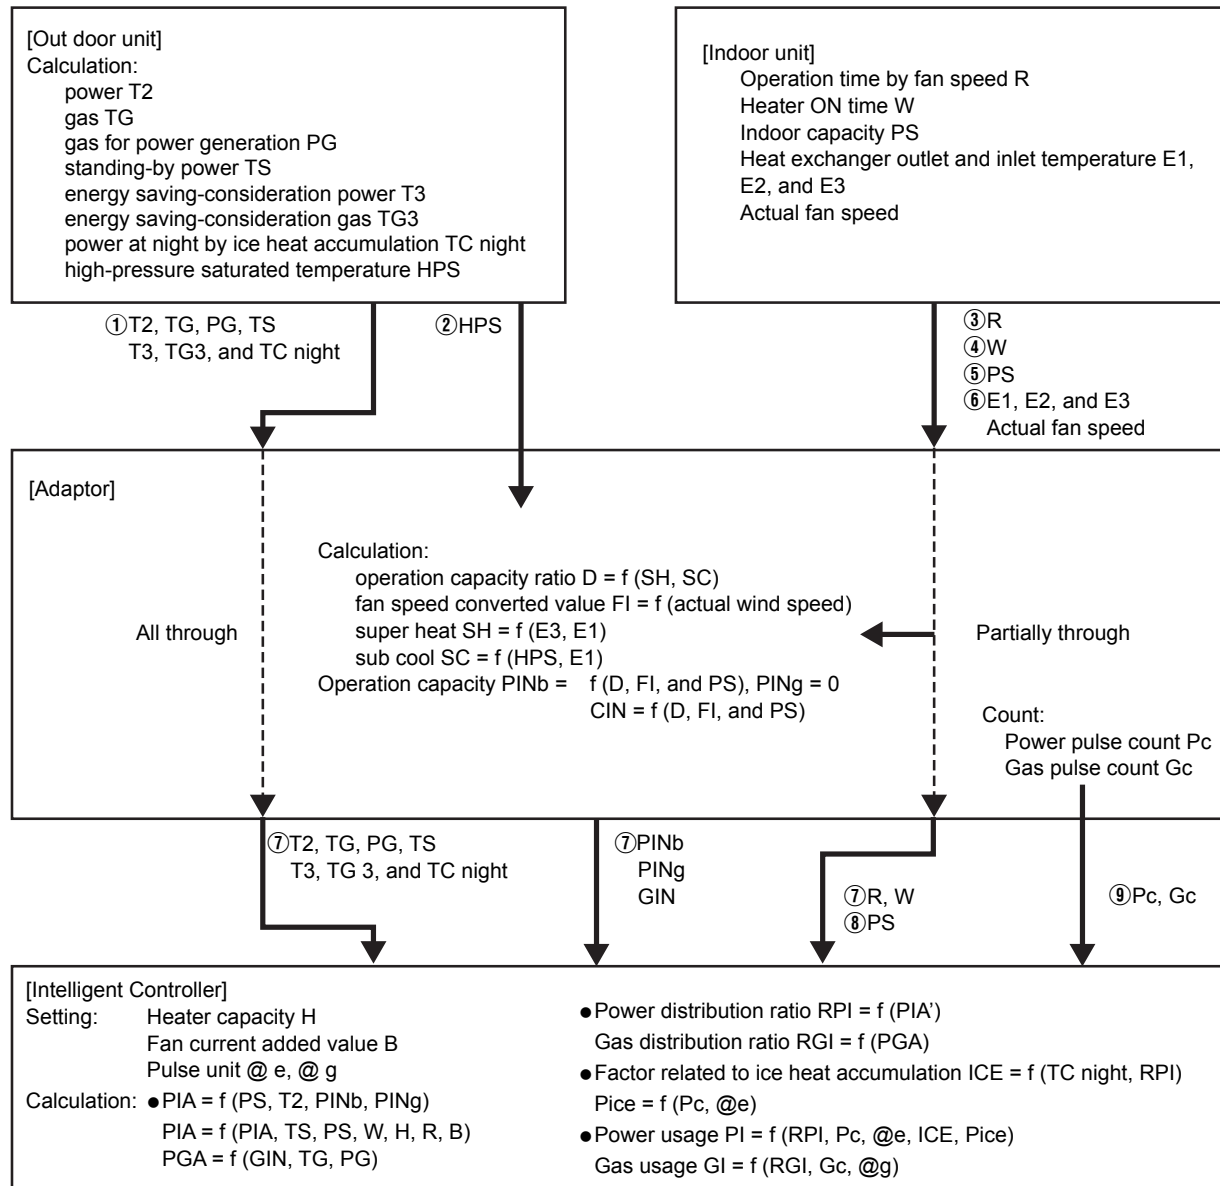 [Out door unit]
Calculation:
power T2
gas TG
gas for power generation PG
standing-by power TS
energy saving-consideration power T3
energy saving-consideration gas TG3
power at night by ice heat accumulation TC night
high-pressure saturated temperature HPS
[Indoor unit]
Operation time by fan speed R
Heater ON time W
Indoor capacity PS
Heat exchanger outlet and inlet temperature E1,
E2, and E3
Actual fan speed
①T2, TG, PG, TS
T3, TG3, and TC night
②HPS
③R
④W
⑤PS
⑥E1, E2, and E3
Actual fan speed
[Adaptor]
All through
Calculation:
operation capacity ratio D = f (SH, SC)
fan speed converted value FI = f (actual wind speed)
super heat SH = f (E3, E1)
sub cool SC = f (HPS, E1)
Operation capacity PINb = f (D, FI, and PS), PINg = 0
CIN = f (D, FI, and PS)
Partially through
Count:
Power pulse count Pc
Gas pulse count Gc
⑦T2, TG, PG, TS
T3, TG 3, and TC night
⑦PINb
PINg
GIN
⑦R, W
⑧PS
⑨Pc, Gc
[Intelligent Controller]
Setting: Heater capacity H
Fan current added value B
Pulse unit @ e, @ g
Calculation: ●PIA = f (PS, T2, PINb, PINg)
PIA = f (PIA, TS, PS, W, H, R, B)
PGA = f (GIN, TG, PG)
●Power distribution ratio RPI = f (PIA’)
Gas distribution ratio RGI = f (PGA)
●Factor related to ice heat accumulation ICE = f (TC night, RPI)
Pice = f (Pc, @e)
●Power usage PI = f (RPI, Pc, @e, ICE, Pice)
Gas usage GI = f (RGI, Gc, @g)